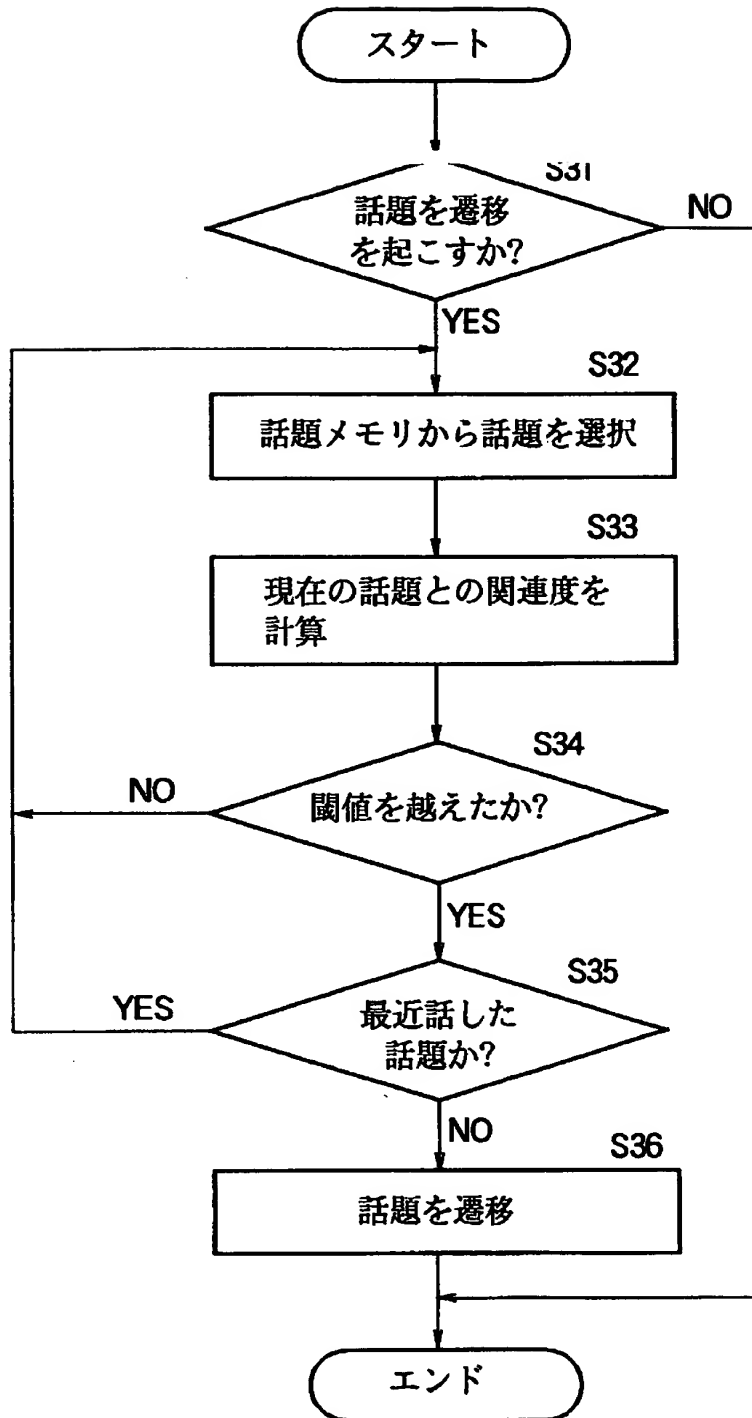 スタート
S31
話題を遷移
を起こすか?
NO
YES
S32
話題メモリから話題を選択
S33
現在の話題との関連度を
計算
S34
閾値を越えたか?
NO
YES
S35
最近話した
話題か?
YES
NO
S36
話題を遷移
エンド